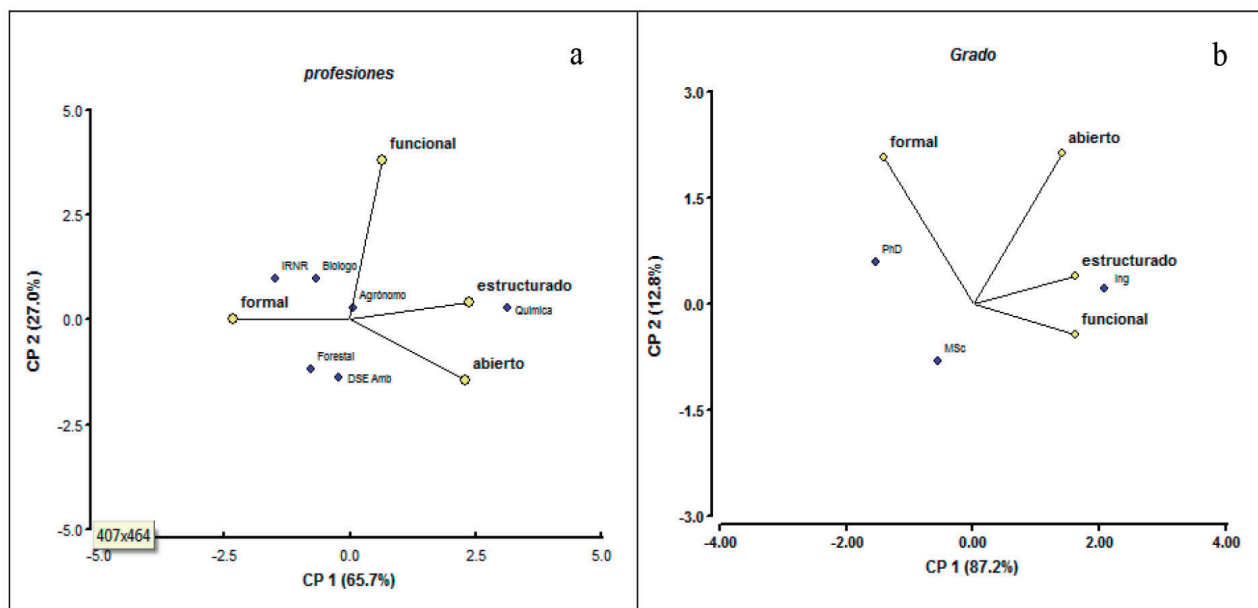 a
profesiones
5.0
funcional
2.5
IRNR Biologo
estructurado
formal
Agrónomo
Quimica
0.0
abierto
Forestal
DSE Amb
-2.5
-5.0
407x464
-5.0 -2.5 0.0 2.5 5.0
CP 1 (65.7%)
CP 2 (27.0%)
b
Grado
3.0
formal
abierto
1.5
PhD
estructurado
Ing
0.0
funcional
MSc
-1.5
-3.0
-4.00 -2.00 0.00 2.00 4.00
CP 1 (87.2%)
CP 2 (12.8%)